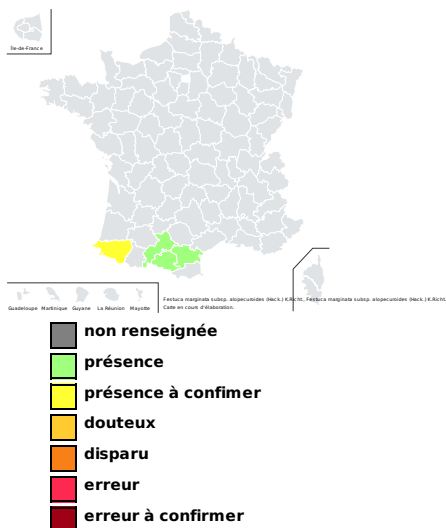 Île-de-France
Guadeloupe Martinique Guyane La Réunion Mayotte
Festuca marginata subsp. alopecuroides (Hack.) K.Richt., Festuca marginata subsp. alopecuroides (Hack.) K.Richt.
Carte en cours d'élaboration.
non renseignée
présence
présence à confimer
douteux
disparu
erreur
erreur à confirmer